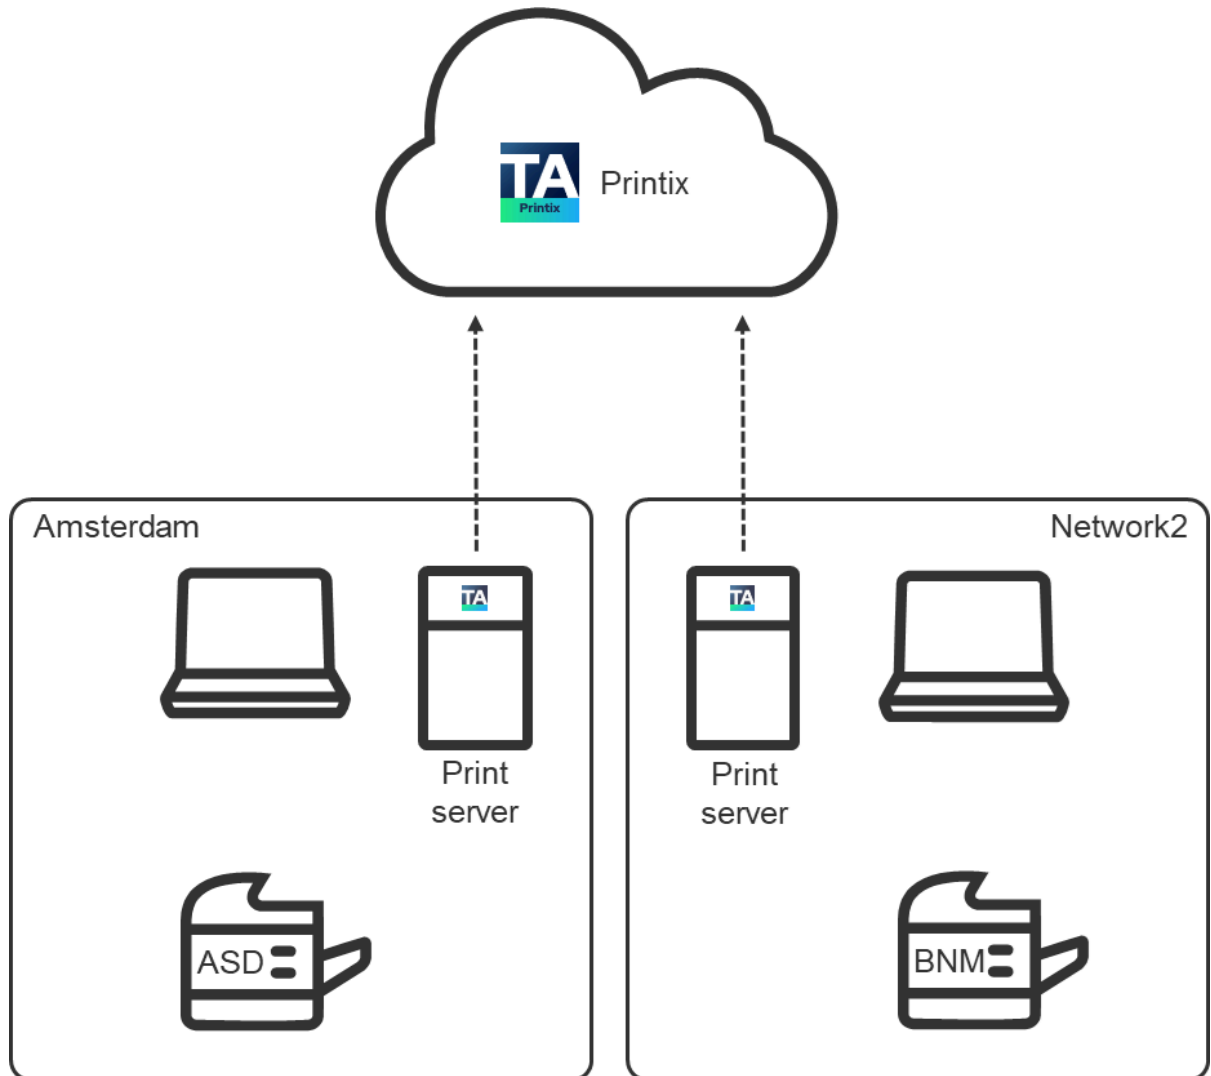 TA
Printix
Printix
Amsterdam
Network2
TA
TA
Print
server
Print
server
ASD
BNM